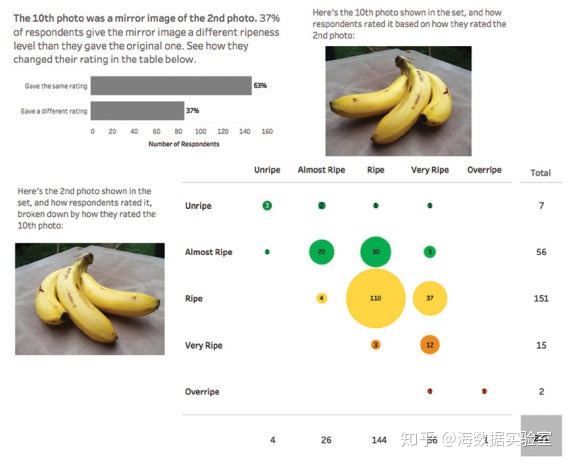 The 10th photo was a mirror image of the 2nd photo. 37%
of respondents give the mirror image a different ripeness
level than they gave the original one. See how they
changed their rating in the table below.
Gave the same rating 63%
Gave a different rating 37%
0 20 40 60 80 100 120 140 160
Number of Respondents
Here's the 10th photo shown in the set, and how
respondents rated it based on how they rated the
2nd photo:
Here's the 2nd photo shown in the
set, and how respondents rated it,
broken down by how they rated the
10th photo:
Unripe Almost Ripe Ripe Very Ripe Overripe Total
Unripe 3 2 1 1 7
Almost Ripe 1 20 30 5 56
Ripe 4 110 37 151
Very Ripe 3 12 15
Overripe 1 1 2
4 26 144 56
知乎 @海数据实验室